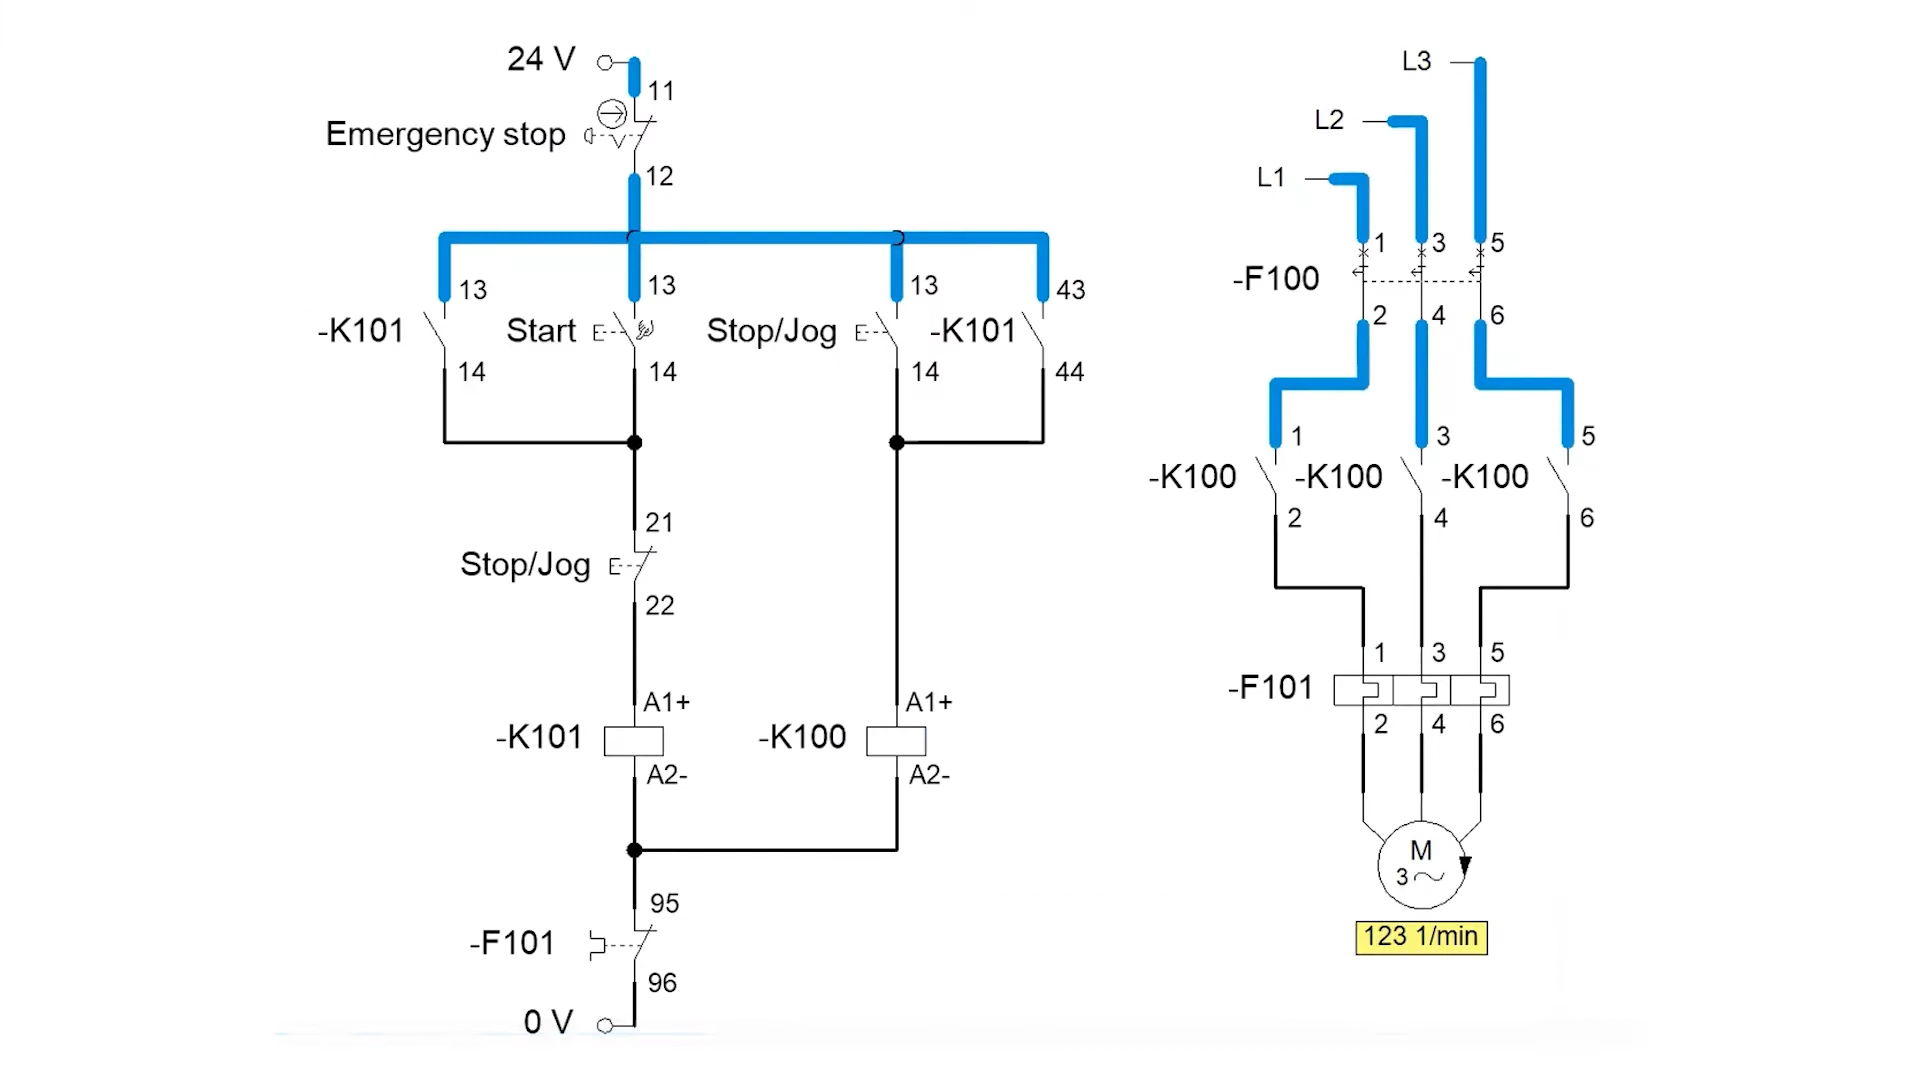 24 V
11
Emergency stop
12
13
-K101
14
13
Start
14
13
Stop/Jog
14
43
-K101
44
21
Stop/Jog
22
A1+
-K101
A2-
A1+
-K100
A2-
95
-F101
96
0 V
L3
L2
L1
1
3
5
-F100
2
4
6
1
-K100
2
3
-K100
4
5
-K100
6
1
3
5
-F101
2
4
6
M
3
123 1/min